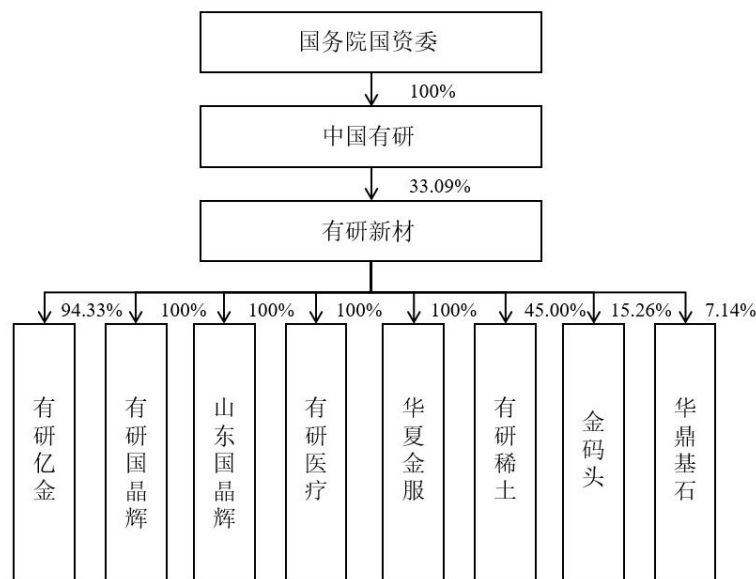 国务院国资委
100%
中国有研
33.09%
有研新材
94.33%
100%
100%
100%
100%
45.00%
15.26%
7.14%
有研亿金
有研国晶辉
山东国晶辉
有研医疗
华夏金服
有研稀土
金码头
华鼎基石